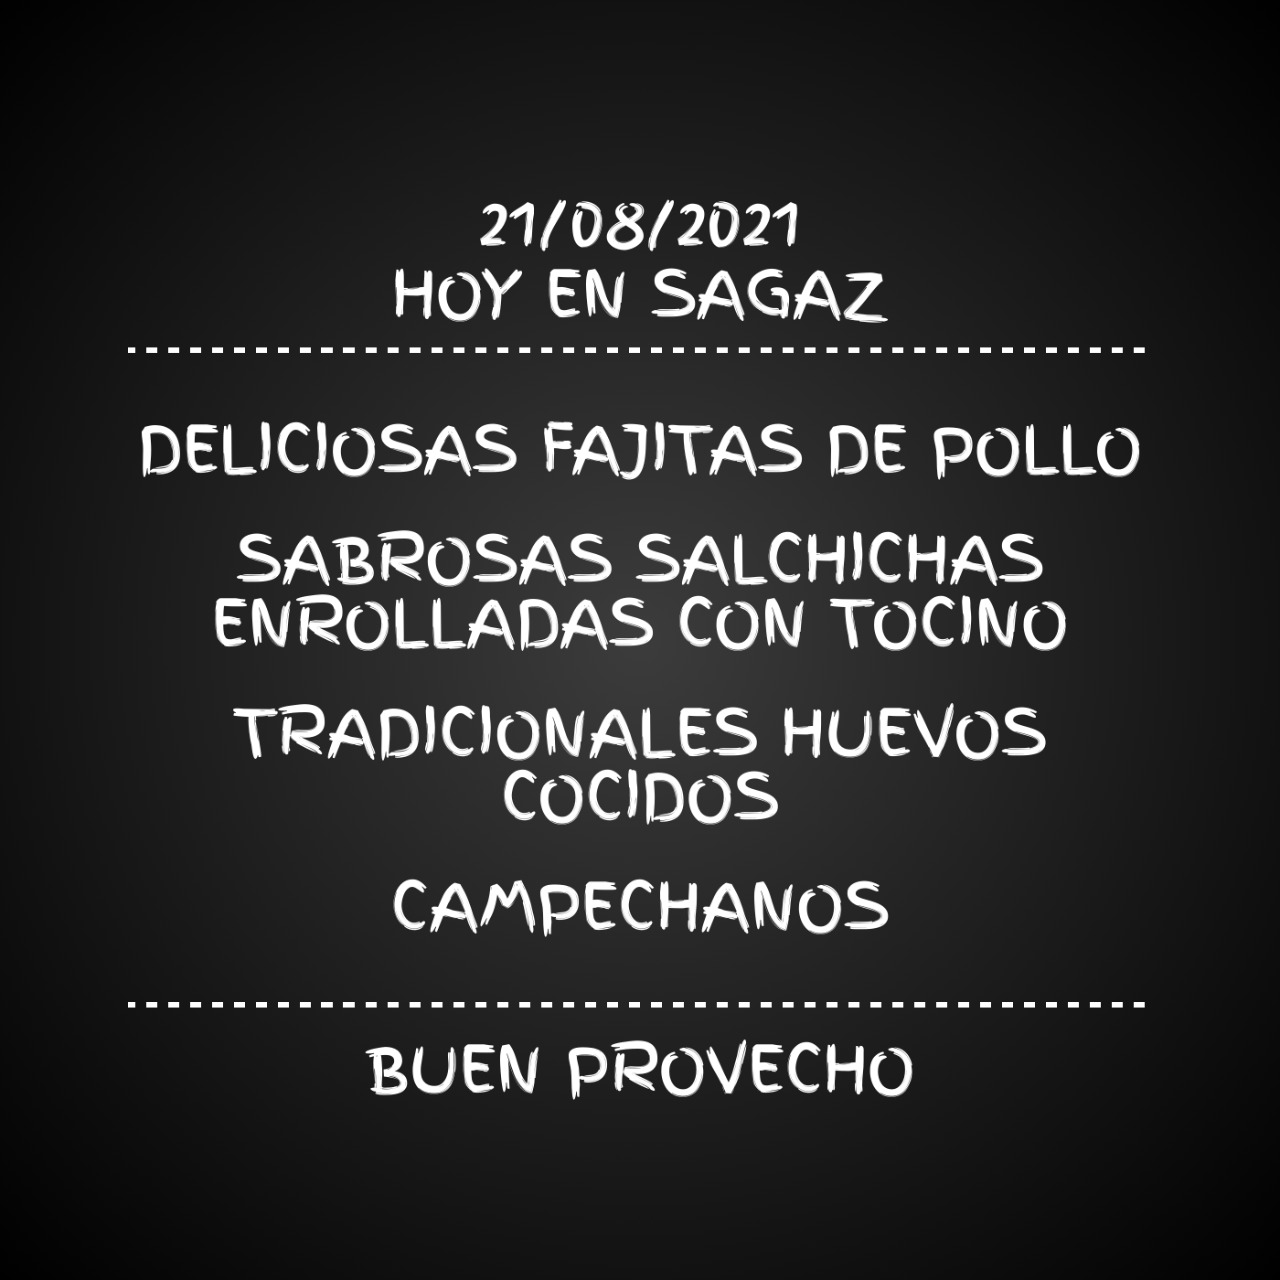 21/08/2021
HOY EN SAGAZ
DELICIOSAS FAJITAS DE POLLO
SABROSAS SALCHICHAS
ENROLLADAS CON TOCINO
TRADICIONALES HUEVOS
COCIDOS
CAMPECHANOS
BUEN PROVECHO